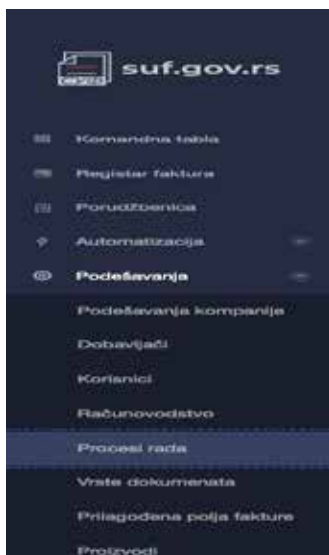 suf.gov.rs
Komandna tabla
Registar faktura
Porudžbenica
Automatizacija
Podešavanja
Podešavanja kompanije
Dobavljači
Korisnici
Računovodstvo
Procesi rada
Vrste dokumenata
Prilagođena polja fakture
Proizvodi